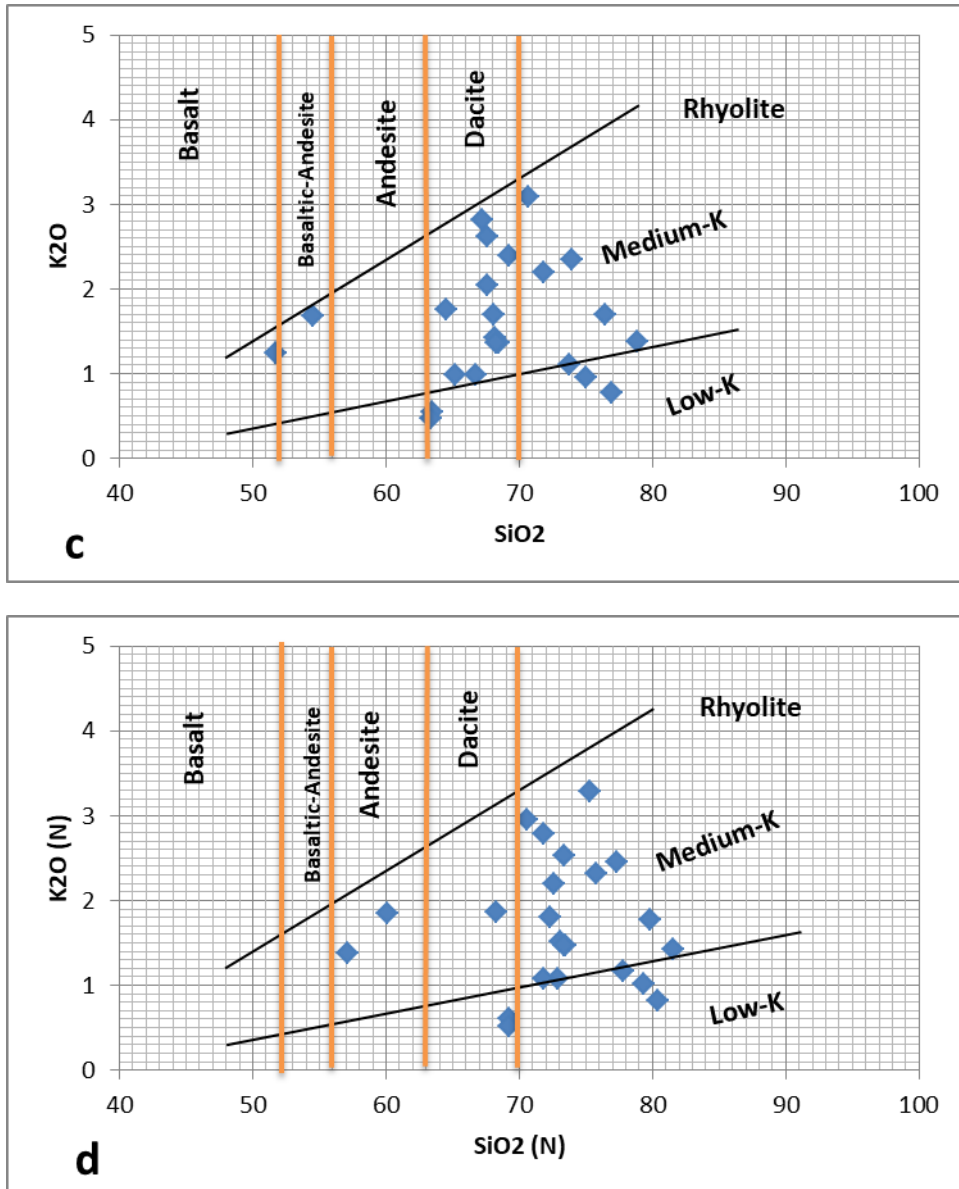 5
4
3
2
1
0
K2O
Basalt
Basaltic-Andesite
Andesite
Dacite
Rhyolite
Medium-K
Low-K
40 50 60 70 80 90 100
SiO2
c
5
4
3
2
1
0
K2O (N)
Basalt
Basaltic-Andesite
Andesite
Dacite
Rhyolite
Medium-K
Low-K
40 50 60 70 80 90 100
SiO2 (N)
d